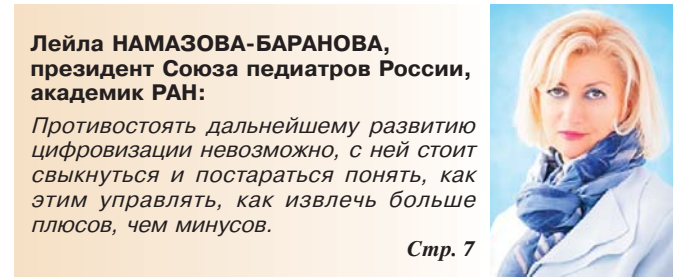 Лейла НАМАЗОВА-БАРАНОВА,
президент Союза педиатров России,
академик РАН:
Противостоять дальнейшему развитию
цифровизации невозможно, с ней стоит
свыкнуться и постараться понять, как
этим управлять, как извлечь больше
плюсов, чем минусов.
Стр. 7